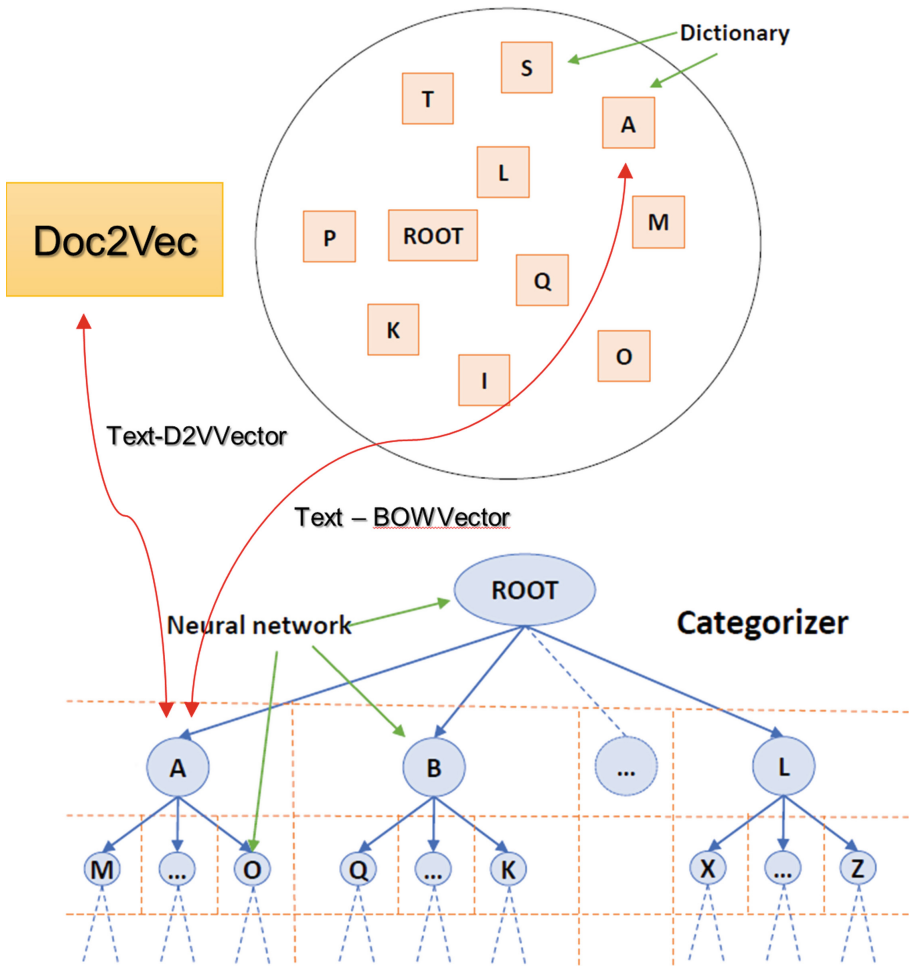 Dictionary
S
T
A
L
M
P
ROOT
Doc2Vec
Q
K
O
I
Text-D2VVector
Text – BOWVector
ROOT
Neural network
Categorizer
A
B
...
L
M
...
O
Q
...
K
X
...
Z